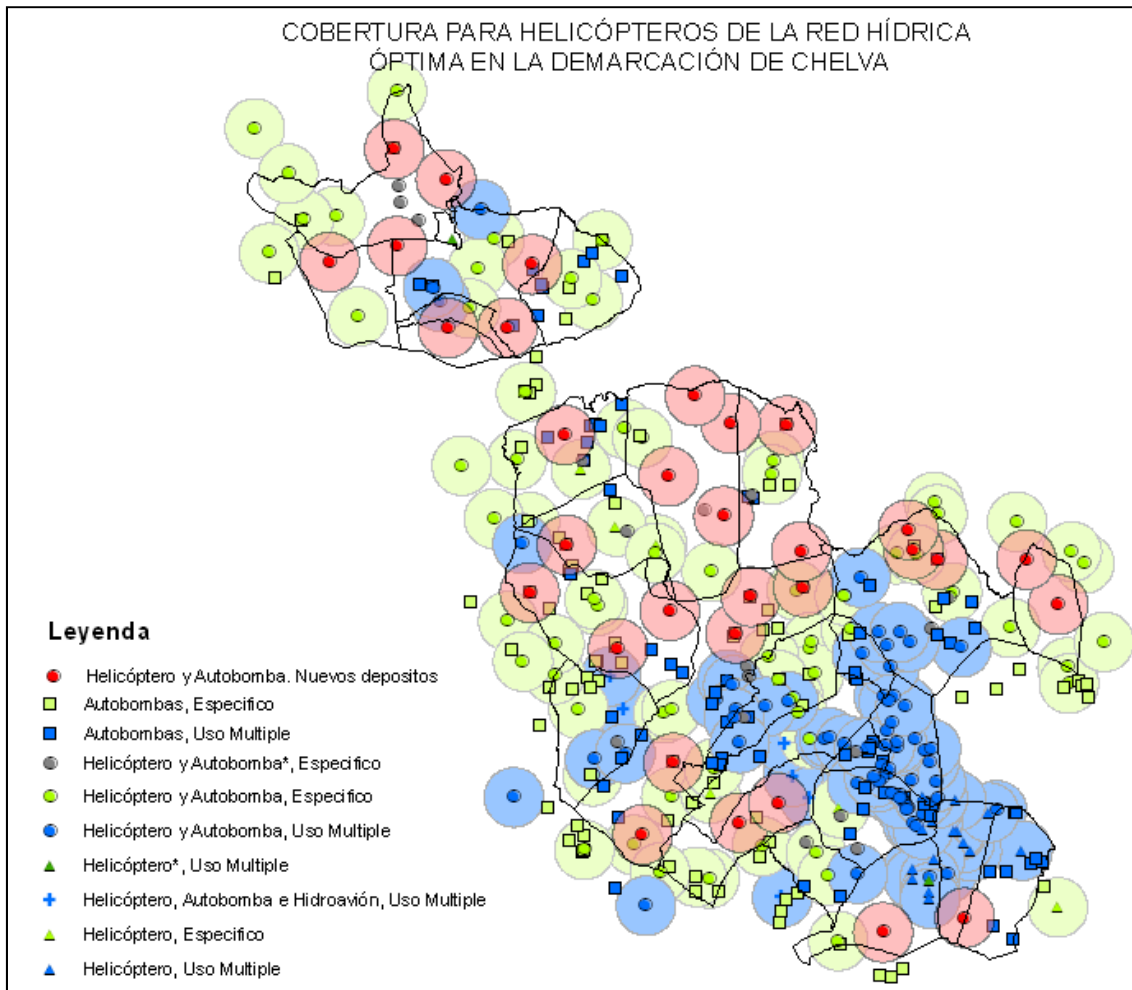 COBERTURA PARA HELICÓPTEROS DE LA RED HÍDRICA
ÓPTIMA EN LA DEMARCACIÓN DE CHELVA
Leyenda
Helicóptero y Autobomba. Nuevos depositos
Autobombas, Especifico
Autobombas, Uso Multiple
Helicóptero y Autobomba*, Especifico
Helicóptero y Autobomba, Especifico
Helicóptero y Autobomba, Uso Multiple
Helicóptero*, Uso Multiple
Helicóptero, Autobomba e Hidroavión, Uso Multiple
Helicóptero, Especifico
Helicóptero, Uso Multiple